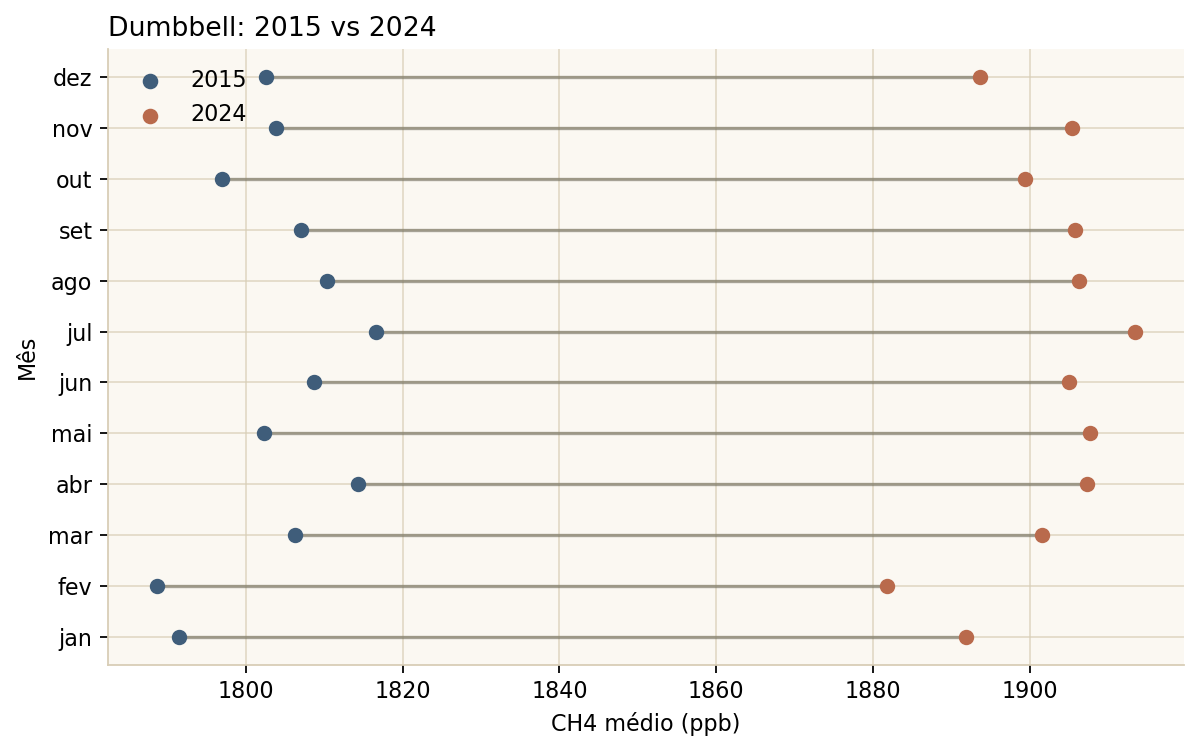 Dumbbell: 2015 vs 2024
2015
2024
dez
nov
out
set
ago
jul
jun
mai
abr
mar
fev
jan
Mês
1800 1820 1840 1860 1880 1900
CH4 médio (ppb)